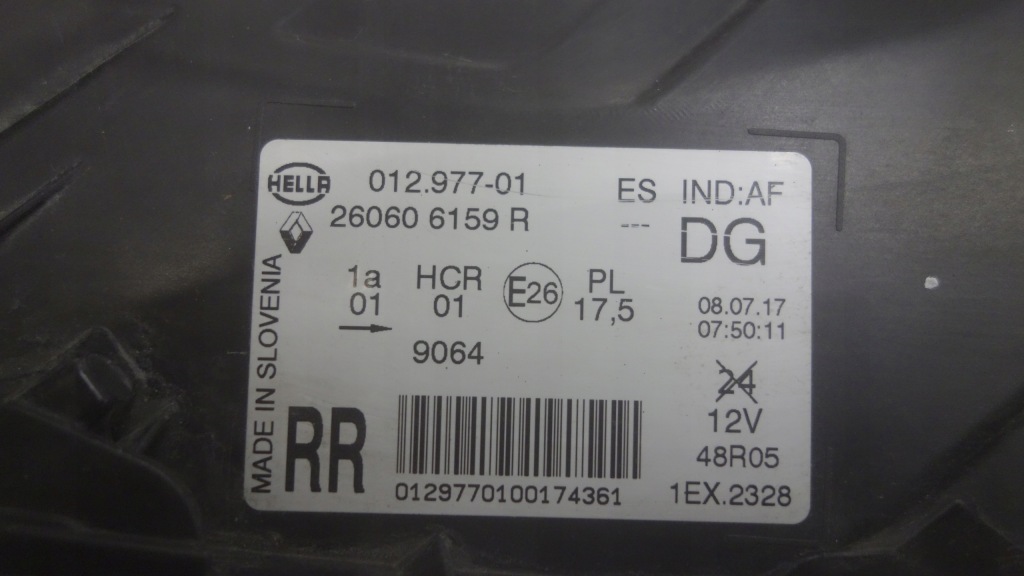 HELLA 012.977-01 ES IND:AF
26060 6159 R --- DG
1a HCR E26 PL
01 01 17,5 08.07.17
07:50:11
9064
24
12V
RR 48R05
0129770100174361 1EX.2328
MADE IN SLOVENIA